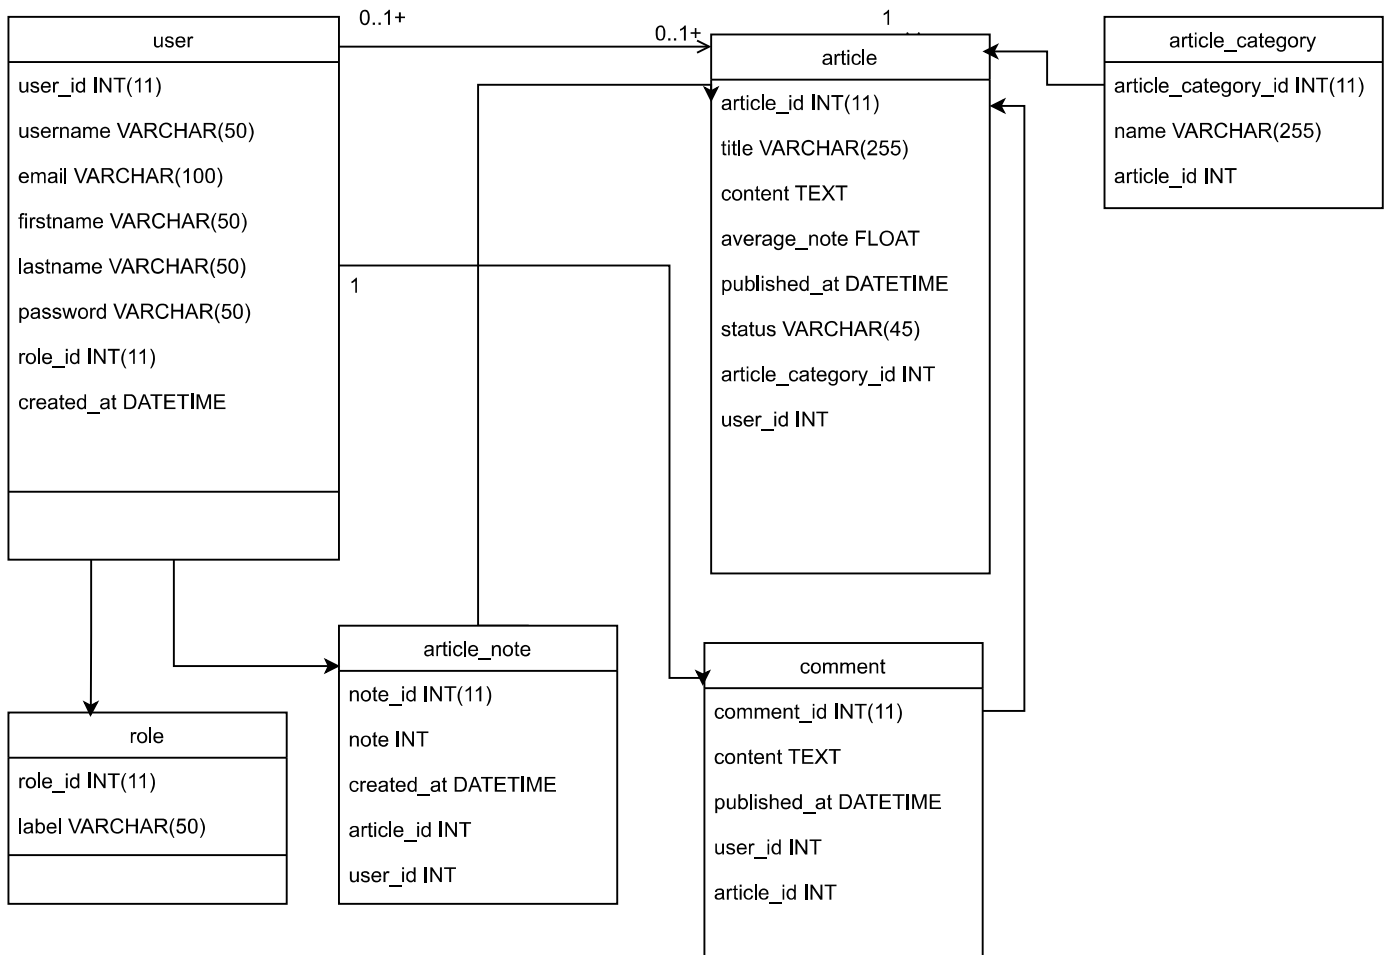 user
user_id INT(11)
username VARCHAR(50)
email VARCHAR(100)
firstname VARCHAR(50)
lastname VARCHAR(50)
password VARCHAR(50)
role_id INT(11)
created_at DATETIME
0..1+
0..1+
1
1
article
article_id INT(11)
title VARCHAR(255)
content TEXT
average_note FLOAT
published_at DATETIME
status VARCHAR(45)
article_category_id INT
user_id INT
article_category
article_category_id INT(11)
name VARCHAR(255)
article_id INT
role
role_id INT(11)
label VARCHAR(50)
article_note
note_id INT(11)
note INT
created_at DATETIME
article_id INT
user_id INT
comment
comment_id INT(11)
content TEXT
published_at DATETIME
user_id INT
article_id INT